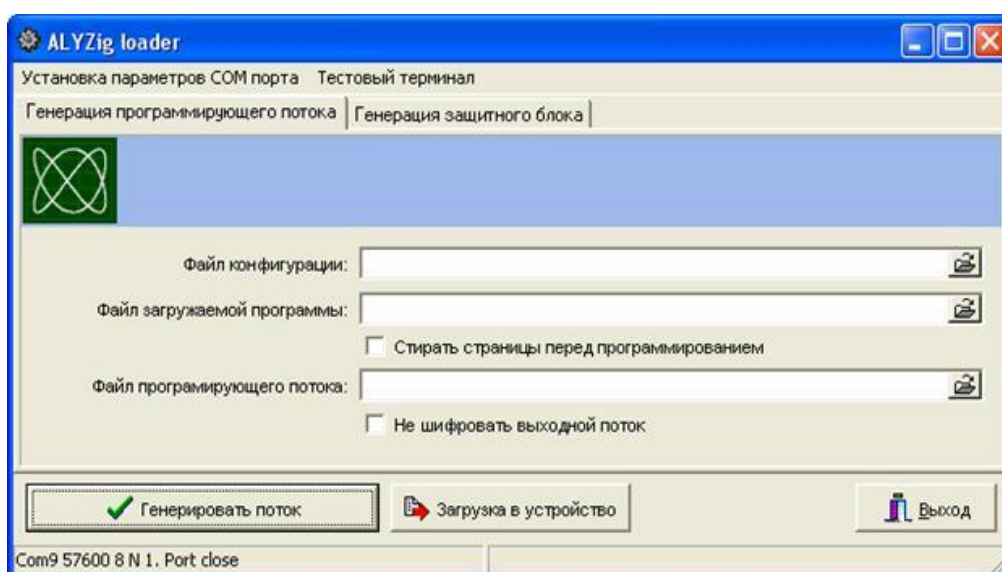 ALYZig loader
Установка параметров COM порта Тестовый терминал
Генерация программирующего потока Генерация защитного блока
Файл конфигурации:
Файл загружаемой программы:
Стирать страницы перед программированием
Файл програмирующего потока:
Не шифровать выходной поток
Генерировать поток Загрузка в устройство Выход
Com9 57600 8 N 1. Port close